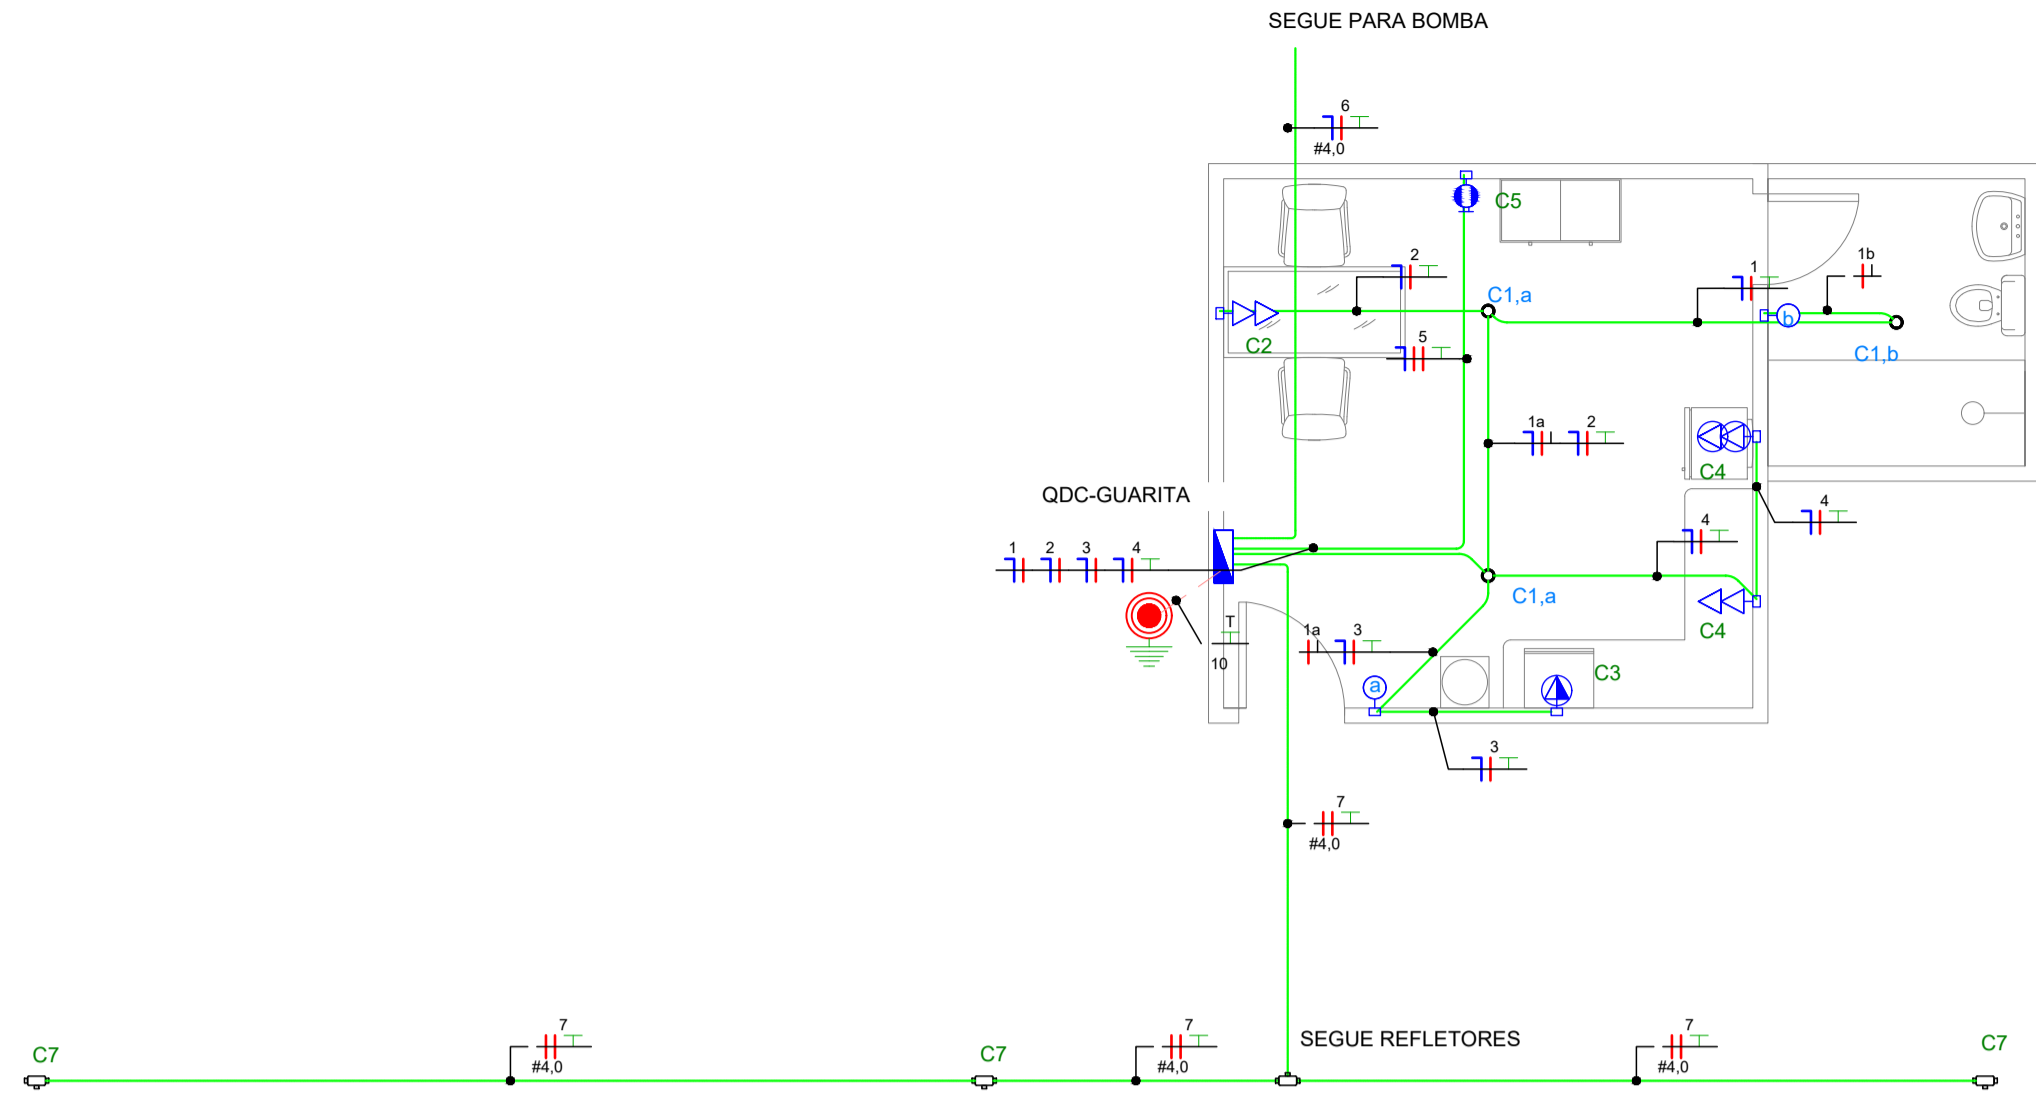 SEGUE PARA BOMBA
6
#4,0
C5
2
C1,a
1
1b
b
C2
5
C1,b
1a 2
C4
QDC-GUARITA
4
4
1 2 3 4
C1,a
T
10
1a 3
C4
C3
a
3
7
#4,0
SEGUE REFLETORES
C7
7
#4,0
C7
7
#4,0
7
#4,0
C7